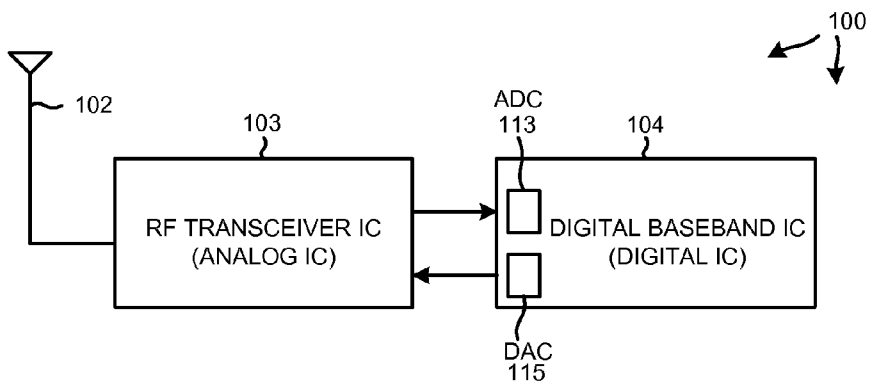 100
102
103
ADC
113
104
RF TRANSCEIVER IC
(ANALOG IC)
DIGITAL BASEBAND IC
(DIGITAL IC)
DAC
115